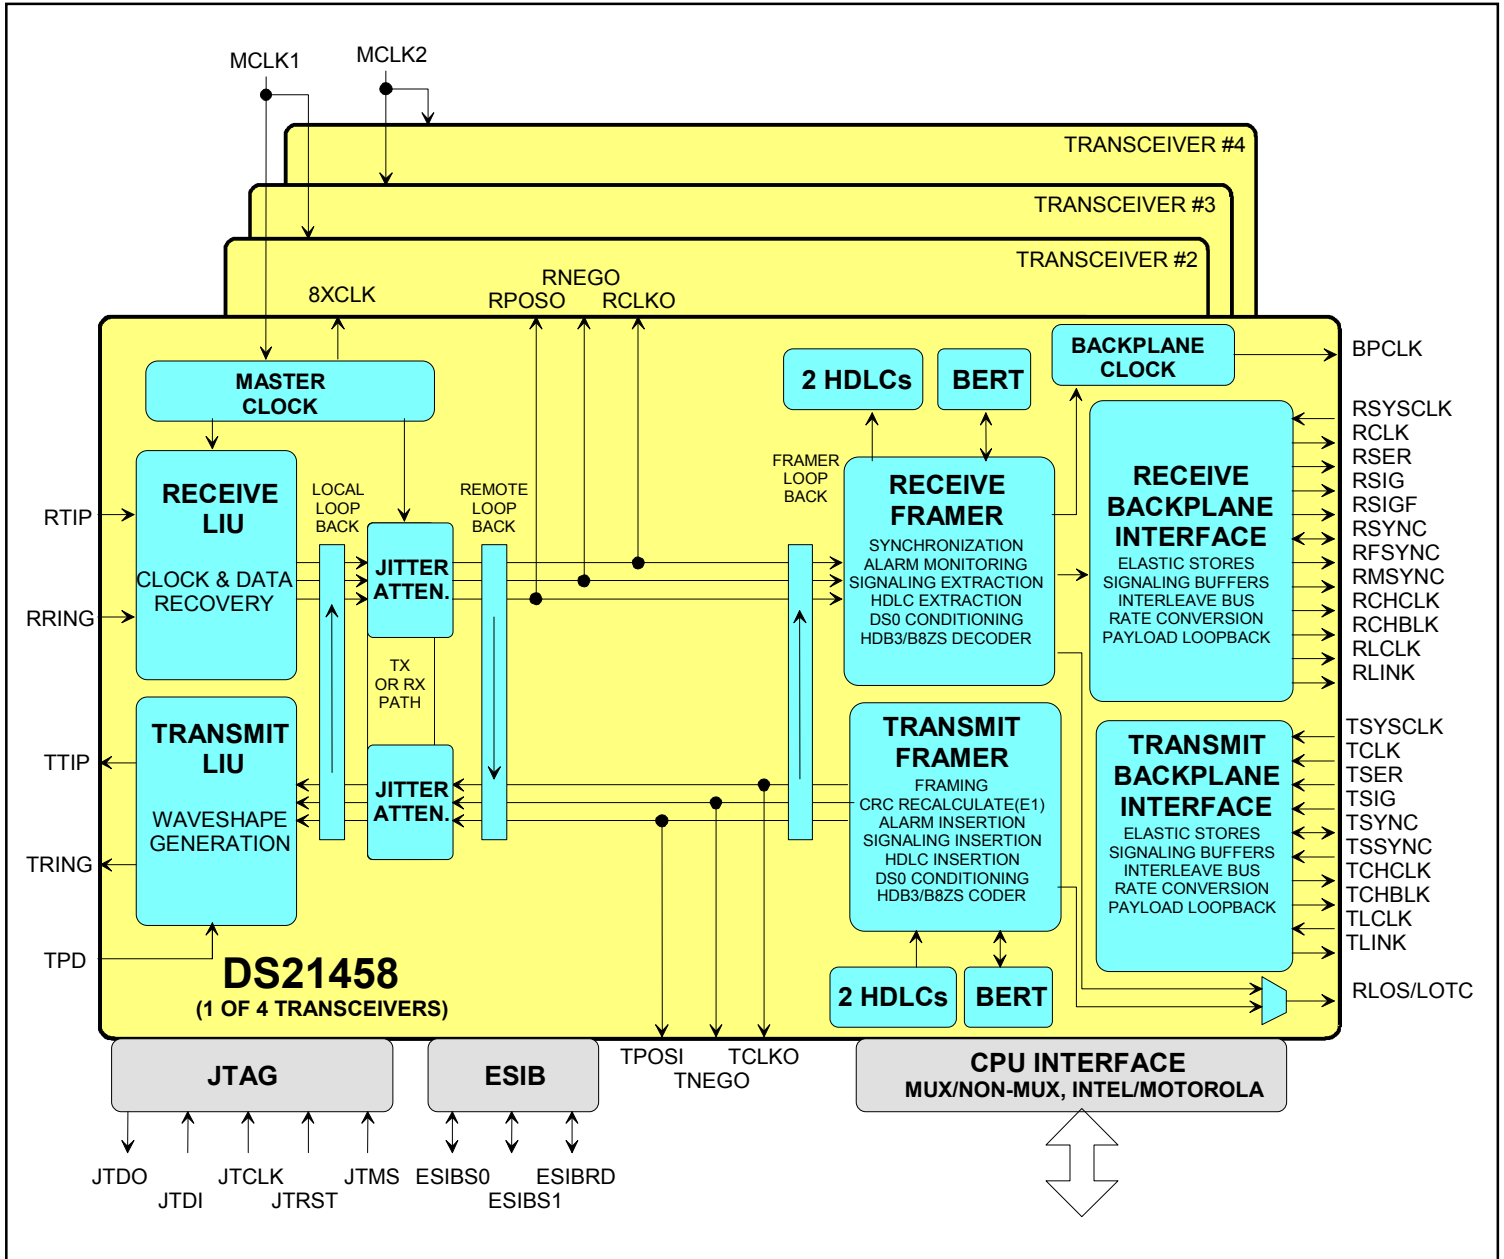 MCLK1
MCLK2
TRANSCEIVER #4
TRANSCEIVER #3
TRANSCEIVER #2
8XCLK
RPOSO
RNEGO
RCLKO
MASTER
CLOCK
2 HDLCs
BERT
BACKPLANE
CLOCK
BPCLK
RECEIVE
LIU
CLOCK & DATA
RECOVERY
RTIP
RRING
LOCAL
LOOP
BACK
JITTER
ATTEN.
REMOTE
LOOP
BACK
FRAMER
LOOP
BACK
RECEIVE
FRAMER
SYNCHRONIZATION
ALARM MONITORING
SIGNALING EXTRACTION
HDLC EXTRACTION
DS0 CONDITIONING
HDB3/B8ZS DECODER
RECEIVE
BACKPLANE
INTERFACE
ELASTIC STORES
SIGNALING BUFFERS
INTERLEAVE BUS
RATE CONVERSION
PAYLOAD LOOPBACK
RSYSCLK
RCLK
RSER
RSIG
RSIGF
RSYNC
RFSYNC
RMSYNC
RCHCLK
RCHBLK
RLCLK
RLINK
TX
OR RX
PATH
TRANSMIT
LIU
WAVESHAPE
GENERATION
TTIP
TRING
TPD
JITTER
ATTEN.
TRANSMIT
FRAMER
FRAMING
CRC RECALCULATE(E1)
ALARM INSERTION
SIGNALING INSERTION
HDLC INSERTION
DS0 CONDITIONING
HDB3/B8ZS CODER
TRANSMIT
BACKPLANE
INTERFACE
ELASTIC STORES
SIGNALING BUFFERS
INTERLEAVE BUS
RATE CONVERSION
PAYLOAD LOOPBACK
TSYSCLK
TCLK
TSER
TSIG
TSYNC
TSSYNC
TCHCLK
TCHBLK
TLCLK
TLINK
RLOS/LOTC
DS21458
(1 OF 4 TRANSCEIVERS)
2 HDLCs
BERT
TPOSI
TNEGO
TCLKO
JTAG
ESIB
CPU INTERFACE
MUX/NON-MUX, INTEL/MOTOROLA
JTDO
JTDI
JTCLK
JTRST
JTMS
ESIBS0
ESIBS1
ESIBRD